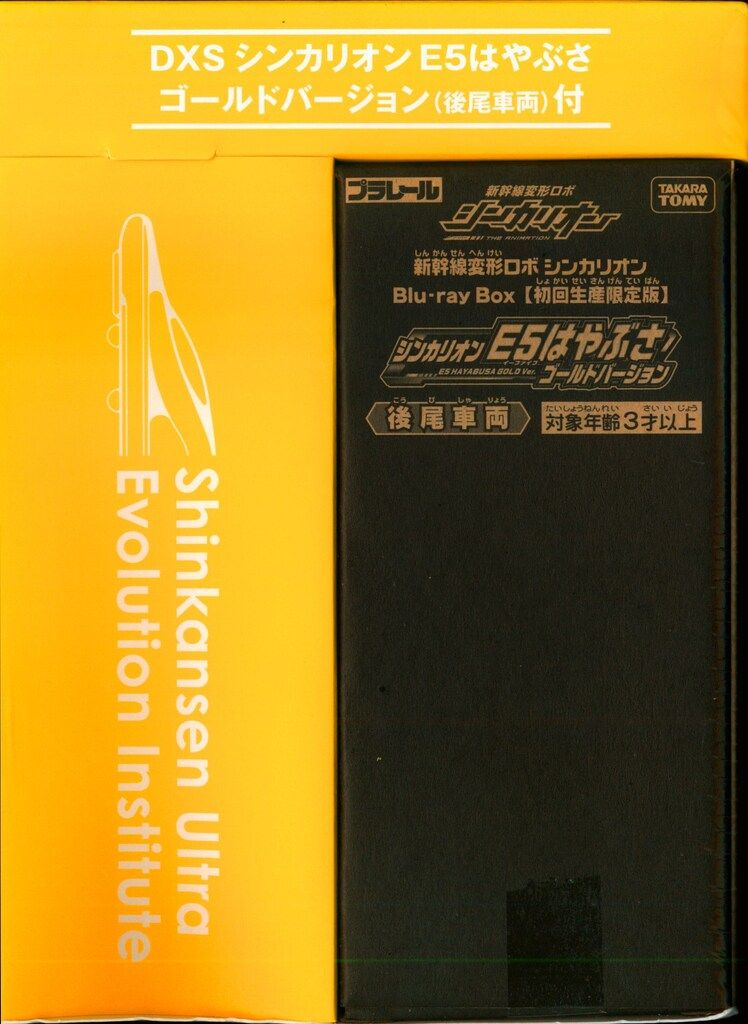 DXS シンカリオン E5はやぶさ
ゴールドバージョン(後尾車両)付
プラレール
新幹線変形ロボ
シンカリオン
THE ANIMATION
TAKARA
TOMY
しん かん せん へん けい
新幹線変形ロボ シンカリオン
しょ かい せい さん げん てい ばん
Blu-ray Box【初回生産限定版】
シンカリオン E5はやぶさ
イーファイブ
E5 HAYABUSA GOLD Ver.
ゴールドバージョン
こう び しゃ りょう
後尾車両
たいしょうねんれい さい い じょう
対象年齢3才以上
Shinkansen Ultra
Evolution Institute